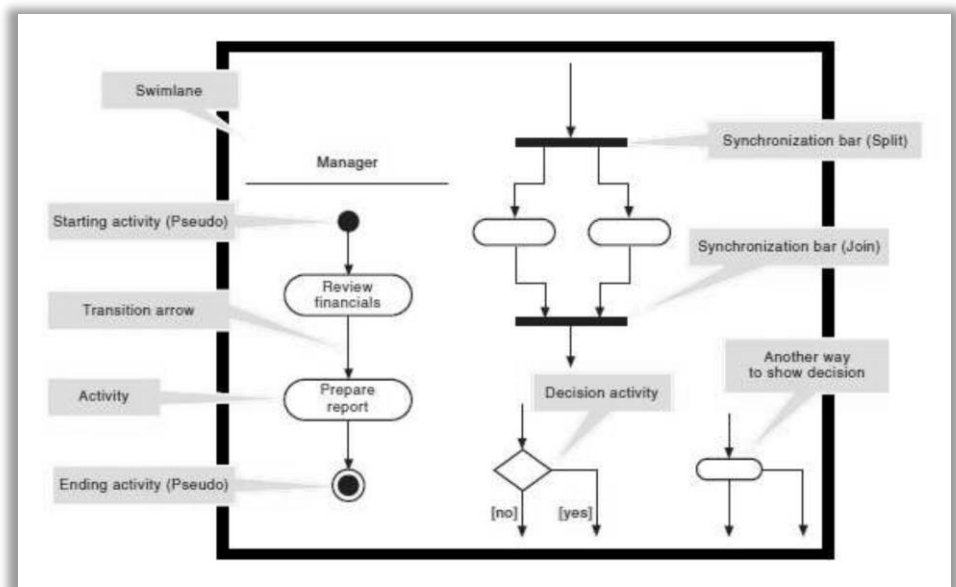 Swimlane
Manager
Starting activity (Pseudo)
Review
financials
Transition arrow
Activity
Prepare
report
Ending activity (Pseudo)
Synchronization bar (Split)
Synchronization bar (Join)
Decision activity
[no]
[yes]
Another way
to show decision